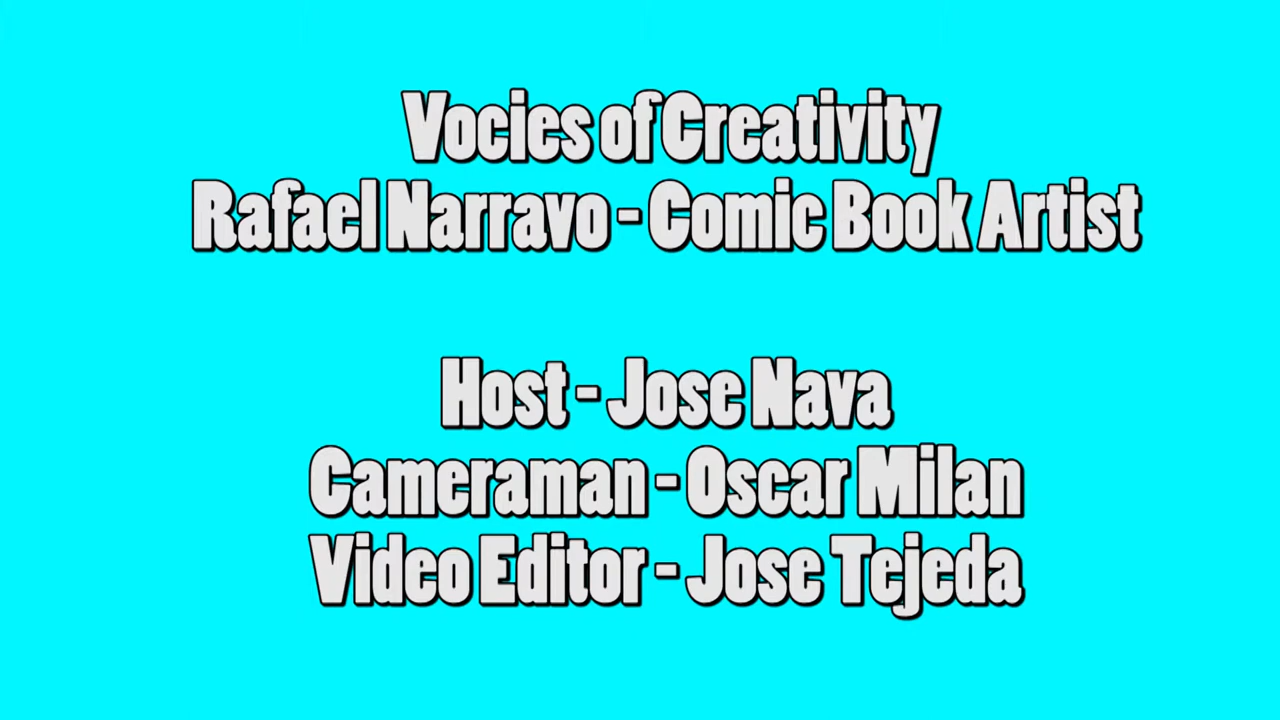 Vocies of Creativity
Rafael Narravo - Comic Book Artist
Host - Jose Nava
Cameraman - Oscar Milan
Video Editor - Jose Tejeda